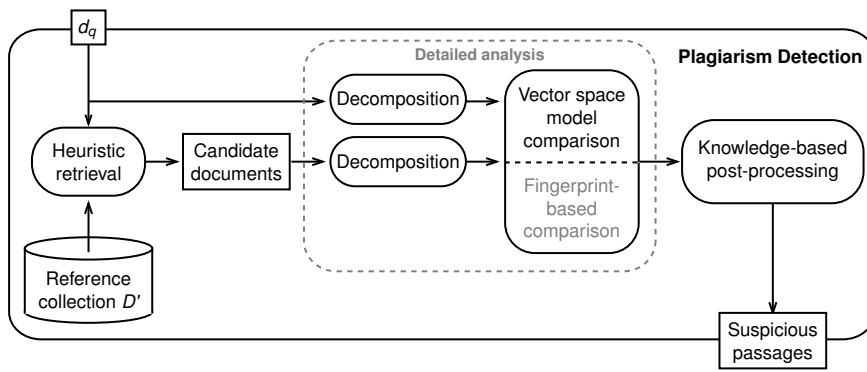 d_q
Detailed analysis
Plagiarism Detection
Decomposition
Vector space
model
comparison
Heuristic
retrieval
Candidate
documents
Decomposition
Knowledge-based
post-processing
Fingerprint-
based
comparison
Reference
collection D'
Suspicious
passages